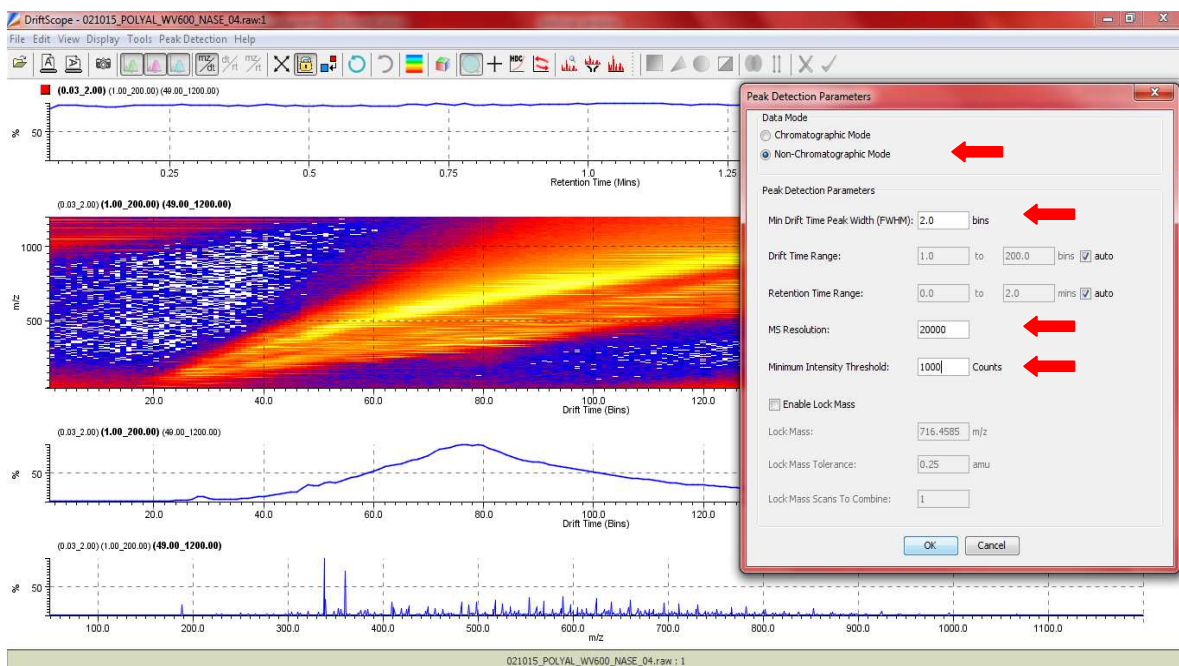 DriftScope - 021015_POLYAL_WV600_NASE_04.raw:1
File Edit View Display Tools Peak Detection Help
mz/dt dt/rt mz/rt HDC
(0.03_2.00) (1.00_200.00) (49.00_1200.00)
% 50
0.25 0.5 0.75 1.0 1.25
Retention Time (Mins)
(0.03_2.00) (1.00_200.00) (49.00_1200.00)
1000
m/z
500
20.0 40.0 60.0 80.0 100.0 120.0
Drift Time (Bins)
(0.03_2.00) (1.00_200.00) (49.00_1200.00)
% 50
20.0 40.0 60.0 80.0 100.0 120.0
Drift Time (Bins)
(0.03_2.00) (1.00_200.00) (49.00_1200.00)
% 50
100.0 200.0 300.0 400.0 500.0 600.0 700.0 800.0 900.0 1000.0 1100.0
m/z
021015_POLYAL_WV600_NASE_04.raw : 1
Peak Detection Parameters
Data Mode
Chromatographic Mode
Non-Chromatographic Mode
Peak Detection Parameters
Min Drift Time Peak Width (FWHM): 2.0 bins
Drift Time Range: 1.0 to 200.0 bins auto
Retention Time Range: 0.0 to 2.0 mins auto
MS Resolution: 20000
Minimum Intensity Threshold: 1000 Counts
Enable Lock Mass
Lock Mass: 716.4585 m/z
Lock Mass Tolerance: 0.25 amu
Lock Mass Scans To Combine: 1
OK Cancel